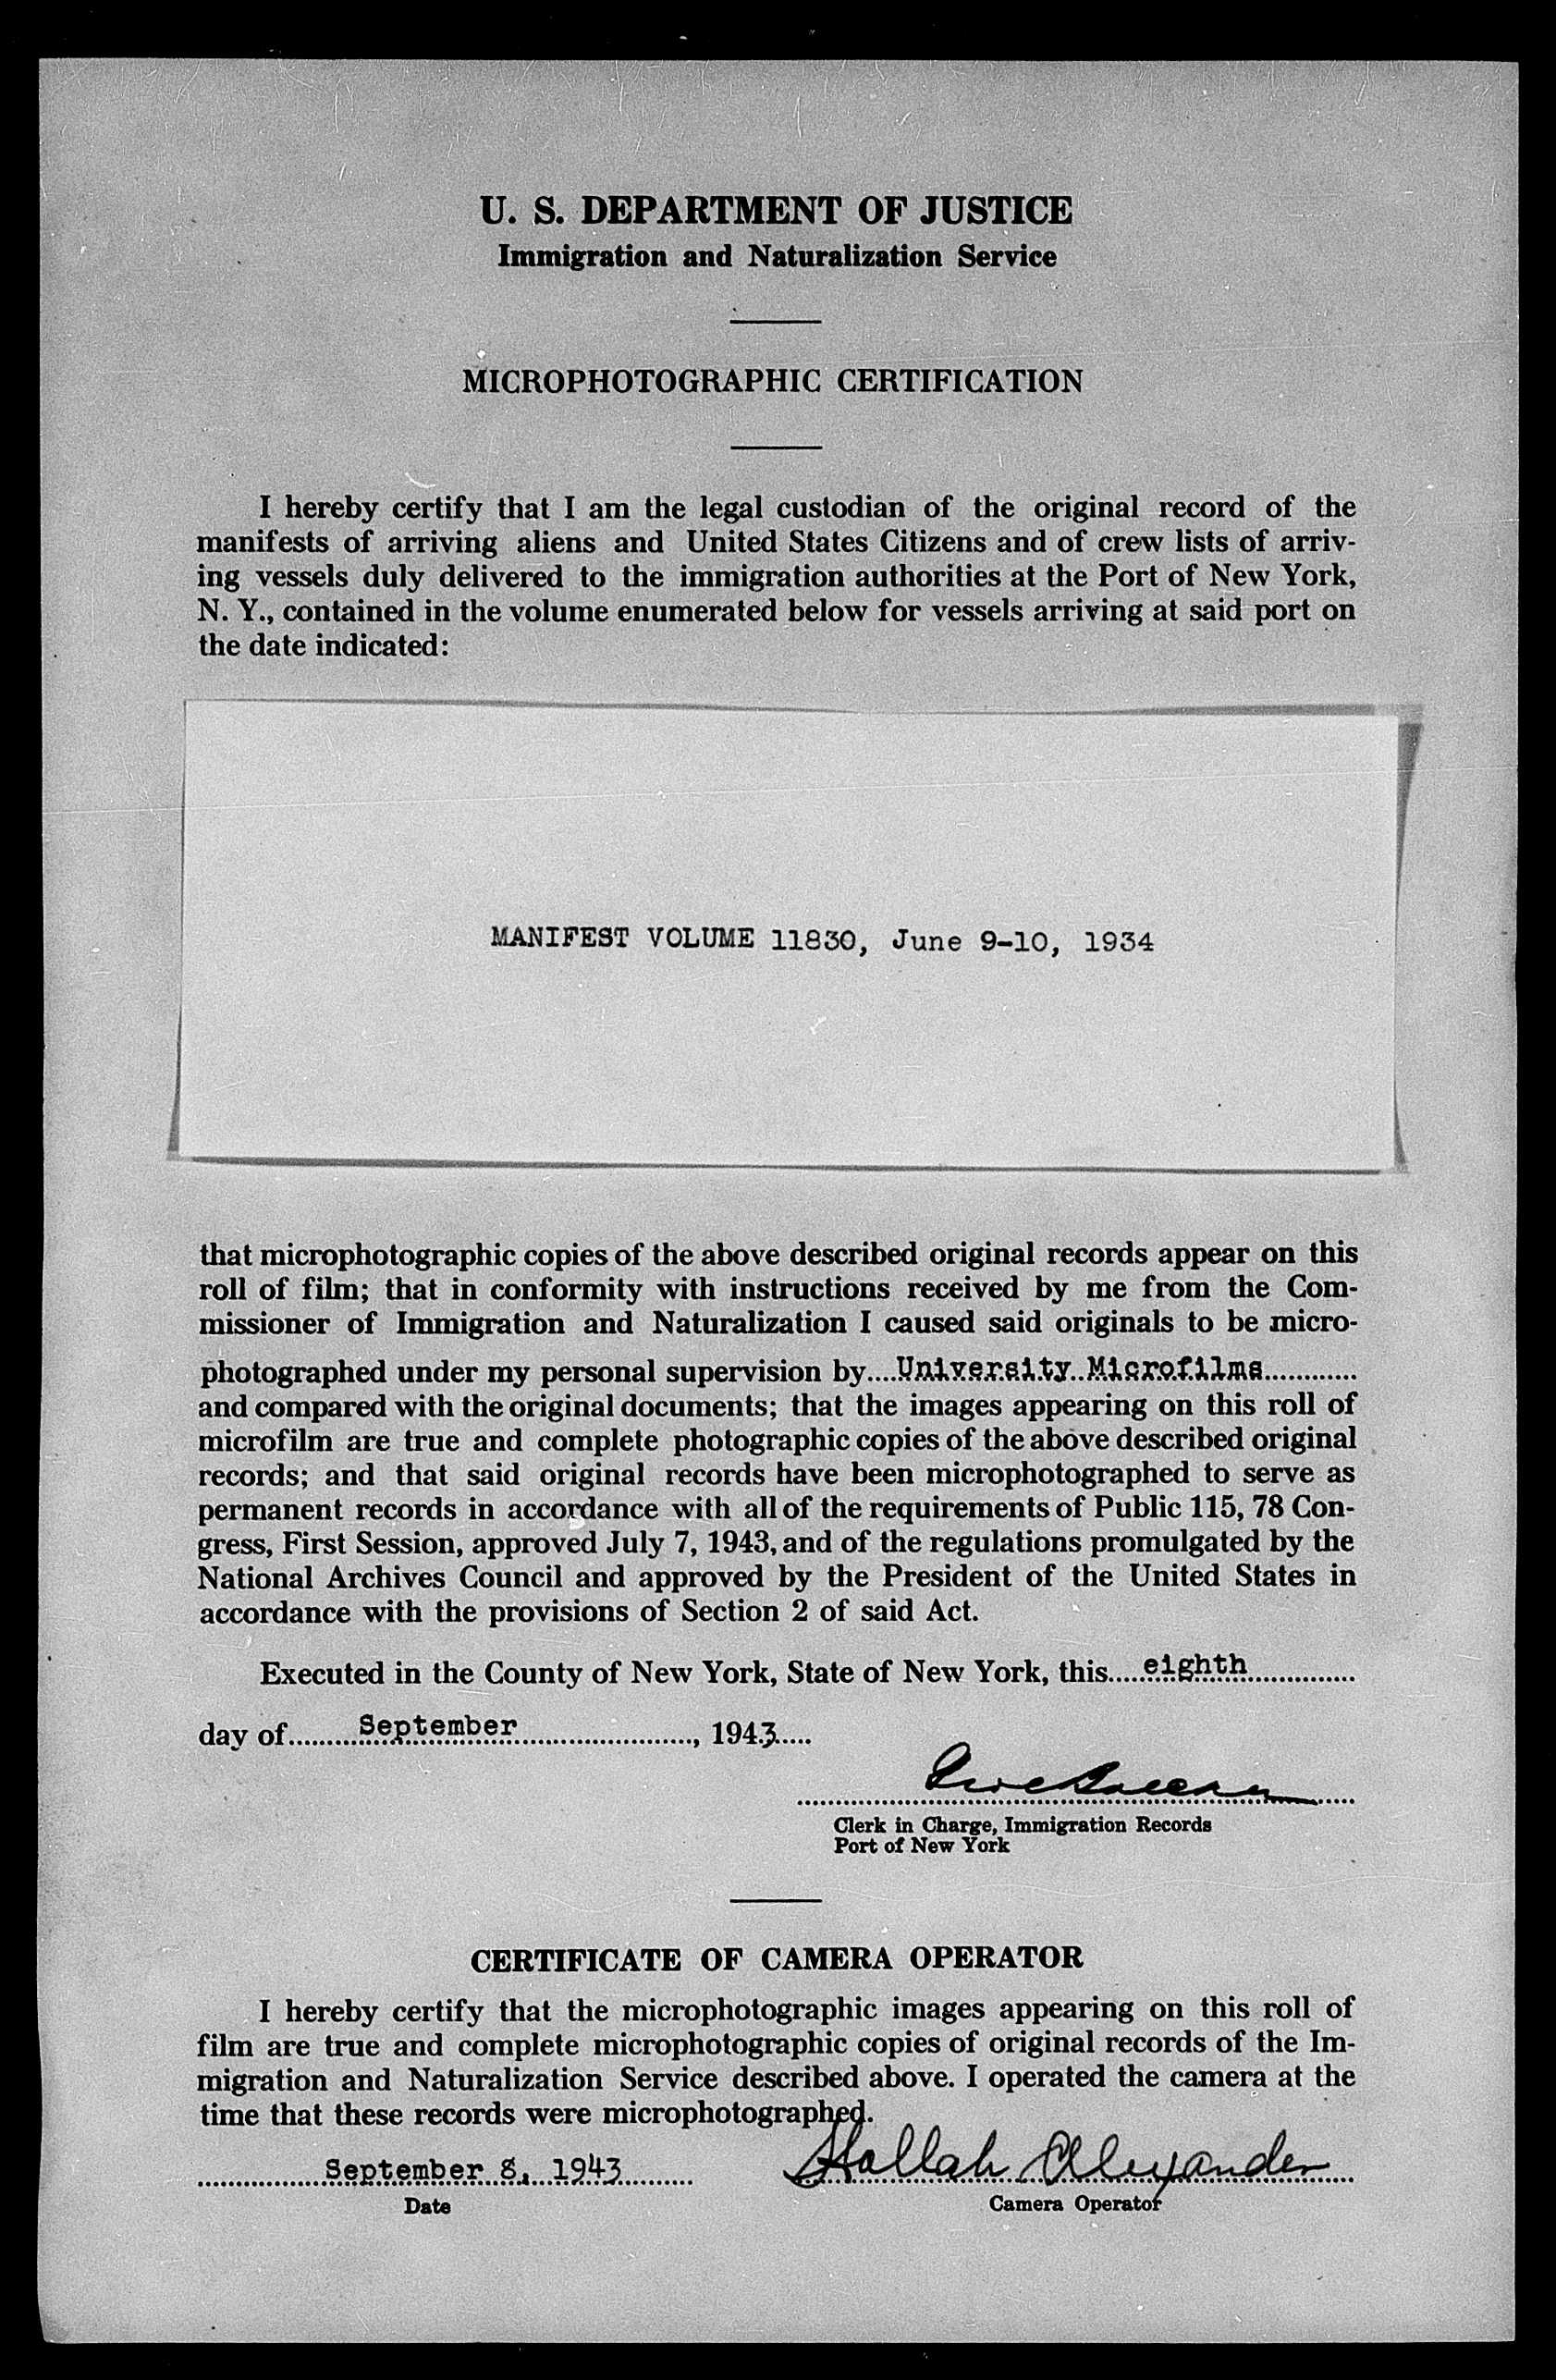 U. S. DEPARTMENT OF JUSTICE
Immigration and Naturalization Service
MICROPHOTOGRAPHIC CERTIFICATION
I hereby certify that I am the legal custodian of the original record of the
manifests of arriving aliens and United States Citizens and of crew lists of arriv-
ing vessels duly delivered to the immigration authorities at the Port of New York,
N. Y., contained in the volume enumerated below for vessels arriving at said port on
the date indicated:
MANIFEST VOLUME 11830, June 9-10, 1934
that microphotographic copies of the above described original records appear on this
roll of film; that in conformity with instructions received by me from the Com-
missioner of Immigration and Naturalization I caused said originals to be micro-
photographed under my personal supervision by....University Microfilms............
and compared with the original documents; that the images appearing on this roll of
microfilm are true and complete photographic copies of the above described original
records; and that said original records have been microphotographed to serve as
permanent records in accordance with all of the requirements of Public 115, 78 Con-
gress, First Session, approved July 7, 1943, and of the regulations promulgated by the
National Archives Council and approved by the President of the United States in
accordance with the provisions of Section 2 of said Act.
Executed in the County of New York, State of New York, this.....eighth..............
day of.........September......................, 1943.....
Clerk in Charge, Immigration Records
Port of New York
CERTIFICATE OF CAMERA OPERATOR
I hereby certify that the microphotographic images appearing on this roll of
film are true and complete microphotographic copies of original records of the Im-
migration and Naturalization Service described above. I operated the camera at the
time that these records were microphotographed.
September 8, 1943 Hallah Alexander
Date Camera Operator